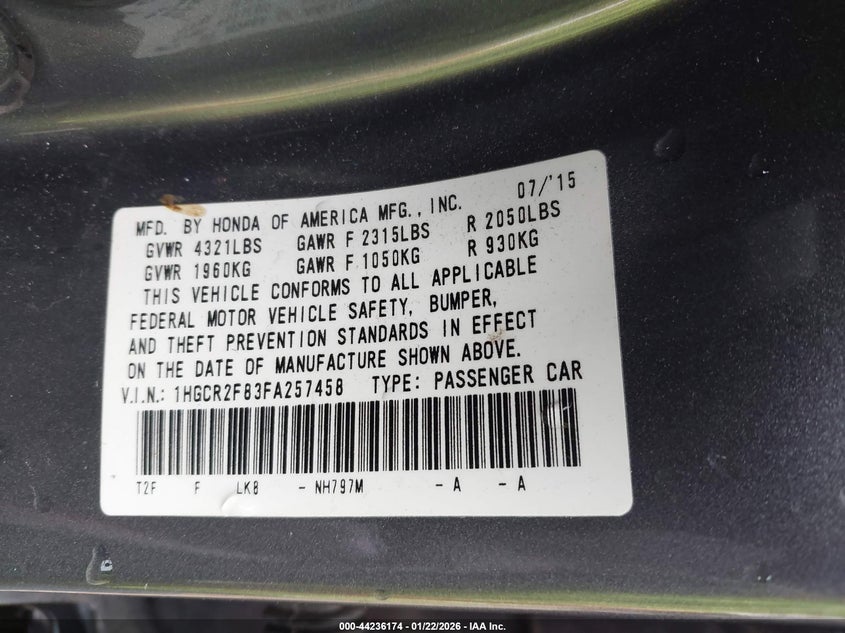 07/'15
MFD. BY HONDA OF AMERICA MFG., INC.
GVWR 4321LBS GAWR F 2315LBS R 2050LBS
GVWR 1960KG GAWR F 1050KG R 930KG
THIS VEHICLE CONFORMS TO ALL APPLICABLE
FEDERAL MOTOR VEHICLE SAFETY, BUMPER,
AND THEFT PREVENTION STANDARDS IN EFFECT
ON THE DATE OF MANUFACTURE SHOWN ABOVE.
V.I.N.: 1HGCR2F83FA257458 TYPE: PASSENGER CAR
T2F F LK8 - NH797M - A - A
000-44236174 - 01/22/2026 - IAA Inc.